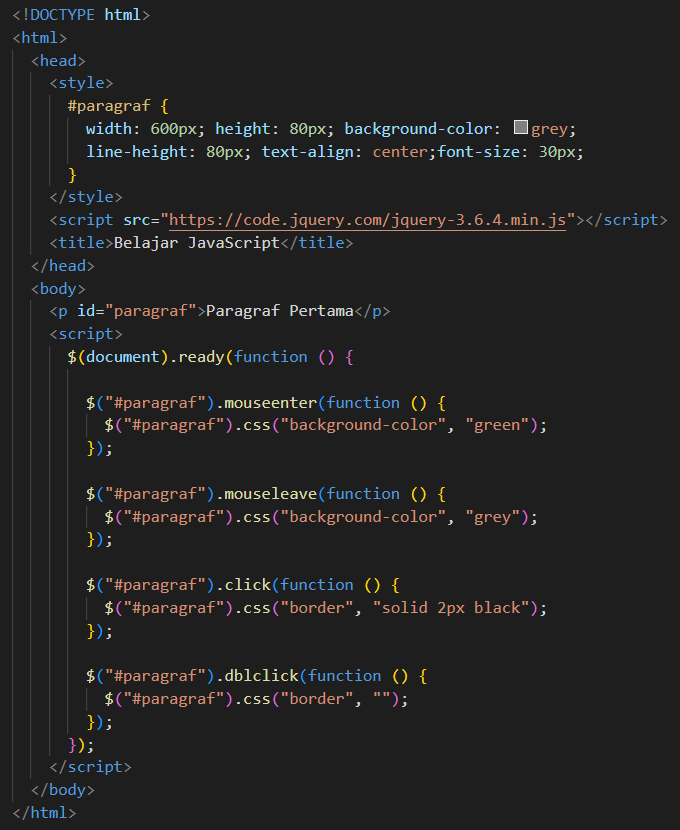 <!DOCTYPE html>
<html>
<head>
<style>
#paragraf {
width: 600px; height: 80px; background-color: grey;
line-height: 80px; text-align: center;font-size: 30px;
}
</style>
<script src="https://code.jquery.com/jquery-3.6.4.min.js"></script>
<title>Belajar JavaScript</title>
</head>
<body>
<p id="paragraf">Paragraf Pertama</p>
<script>
$(document).ready(function () {
$("#paragraf").mouseenter(function () {
$("#paragraf").css("background-color", "green");
});
$("#paragraf").mouseleave(function () {
$("#paragraf").css("background-color", "grey");
});
$("#paragraf").click(function () {
$("#paragraf").css("border", "solid 2px black");
});
$("#paragraf").dblclick(function () {
$("#paragraf").css("border", "");
});
});
</script>
</body>
</html>